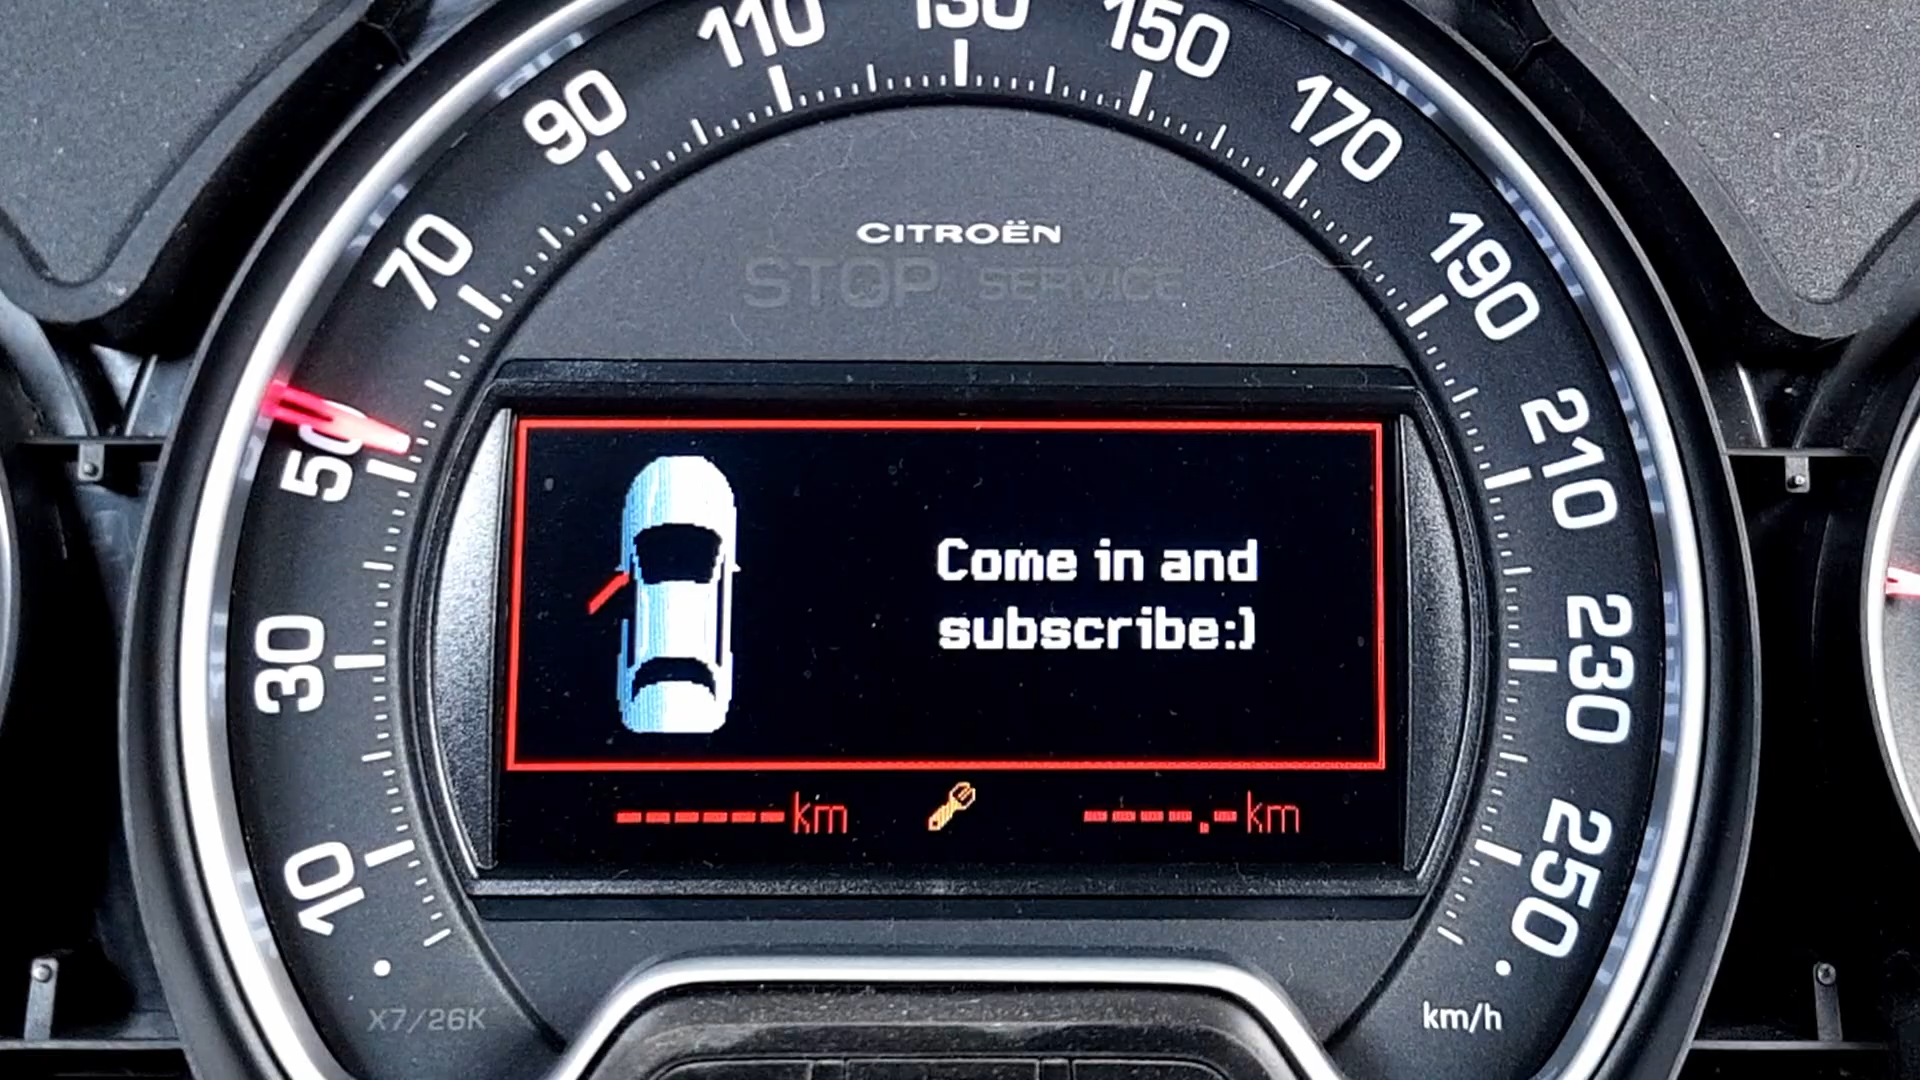 110
130
150
90
170
70
190
CITROËN
STOP SERVICE
50
210
Come in and
subscribe:)
30
230
------km
-----.-km
10
250
X7/26K
km/h